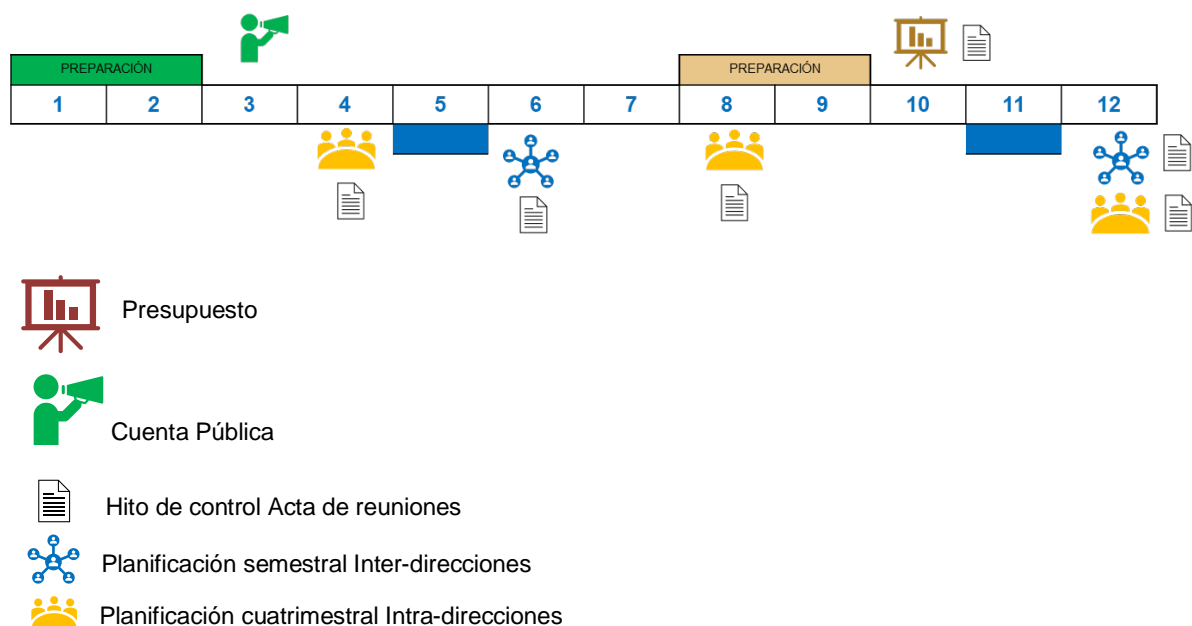 PREPARACIÓN PREPARACIÓN
1 2 3 4 5 6 7 8 9 10 11 12
Presupuesto
Cuenta Pública
Hito de control Acta de reuniones
Planificación semestral Inter-direcciones
Planificación cuatrimestral Intra-direcciones